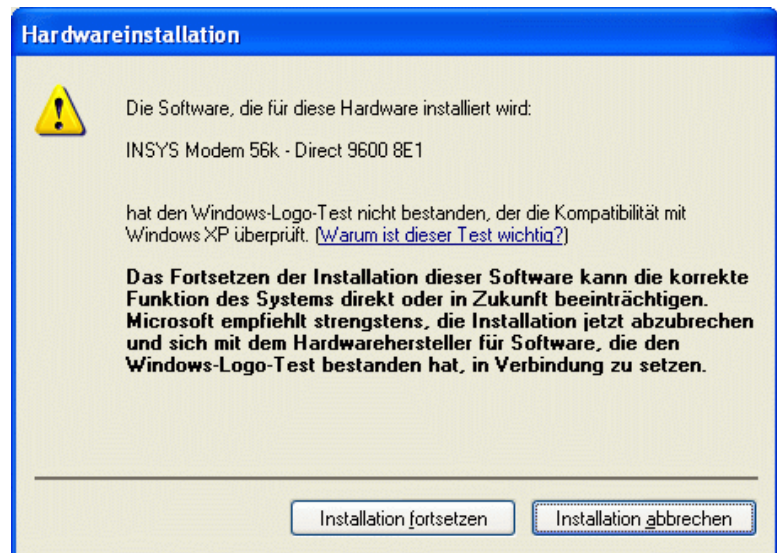 Hardwareinstallation
Die Software, die für diese Hardware installiert wird:
INSYS Modem 56k - Direct 9600 8E1
hat den Windows-Logo-Test nicht bestanden, der die Kompatibilität mit
Windows XP überprüft. (Warum ist dieser Test wichtig?)
Das Fortsetzen der Installation dieser Software kann die korrekte
Funktion des Systems direkt oder in Zukunft beeinträchtigen.
Microsoft empfiehlt strengstens, die Installation jetzt abzubrechen
und sich mit dem Hardwarehersteller für Software, die den
Windows-Logo-Test bestanden hat, in Verbindung zu setzen.
Installation fortsetzen Installation abbrechen